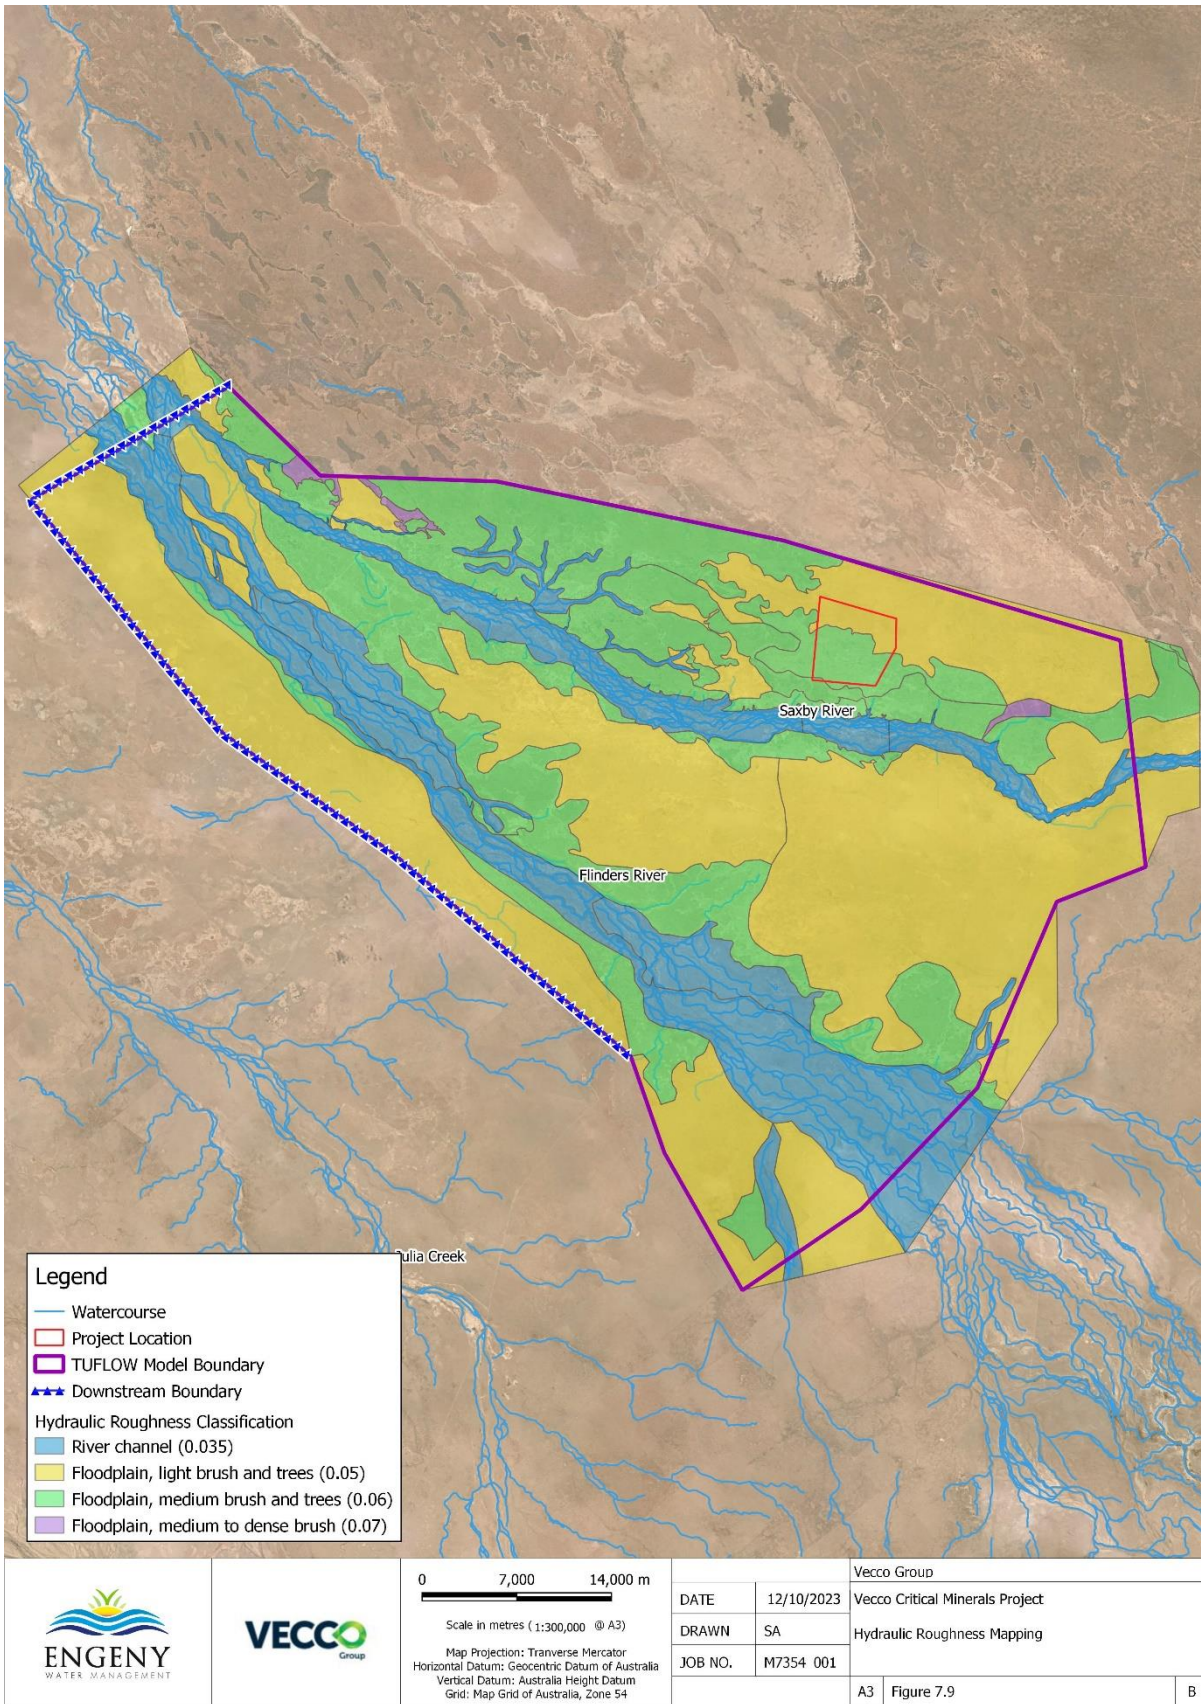 Saxby River
Flinders River
Julia Creek
Legend
Watercourse
Project Location
TUFLOW Model Boundary
Downstream Boundary
Hydraulic Roughness Classification
River channel (0.035)
Floodplain, light brush and trees (0.05)
Floodplain, medium brush and trees (0.06)
Floodplain, medium to dense brush (0.07)
ENGENY
WATER MANAGEMENT
VECCO
Group
0 7,000 14,000 m
Scale in metres ( 1:300,000 @ A3)
Map Projection: Tranverse Mercator
Horizontal Datum: Geocentric Datum of Australia
Vertical Datum: Australia Height Datum
Grid: Map Grid of Australia, Zone 54
DATE 12/10/2023
DRAWN SA
JOB NO. M7354_001
Vecco Group
Vecco Critical Minerals Project
Hydraulic Roughness Mapping
A3 Figure 7.9 B